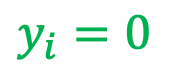 yᵢ = 0